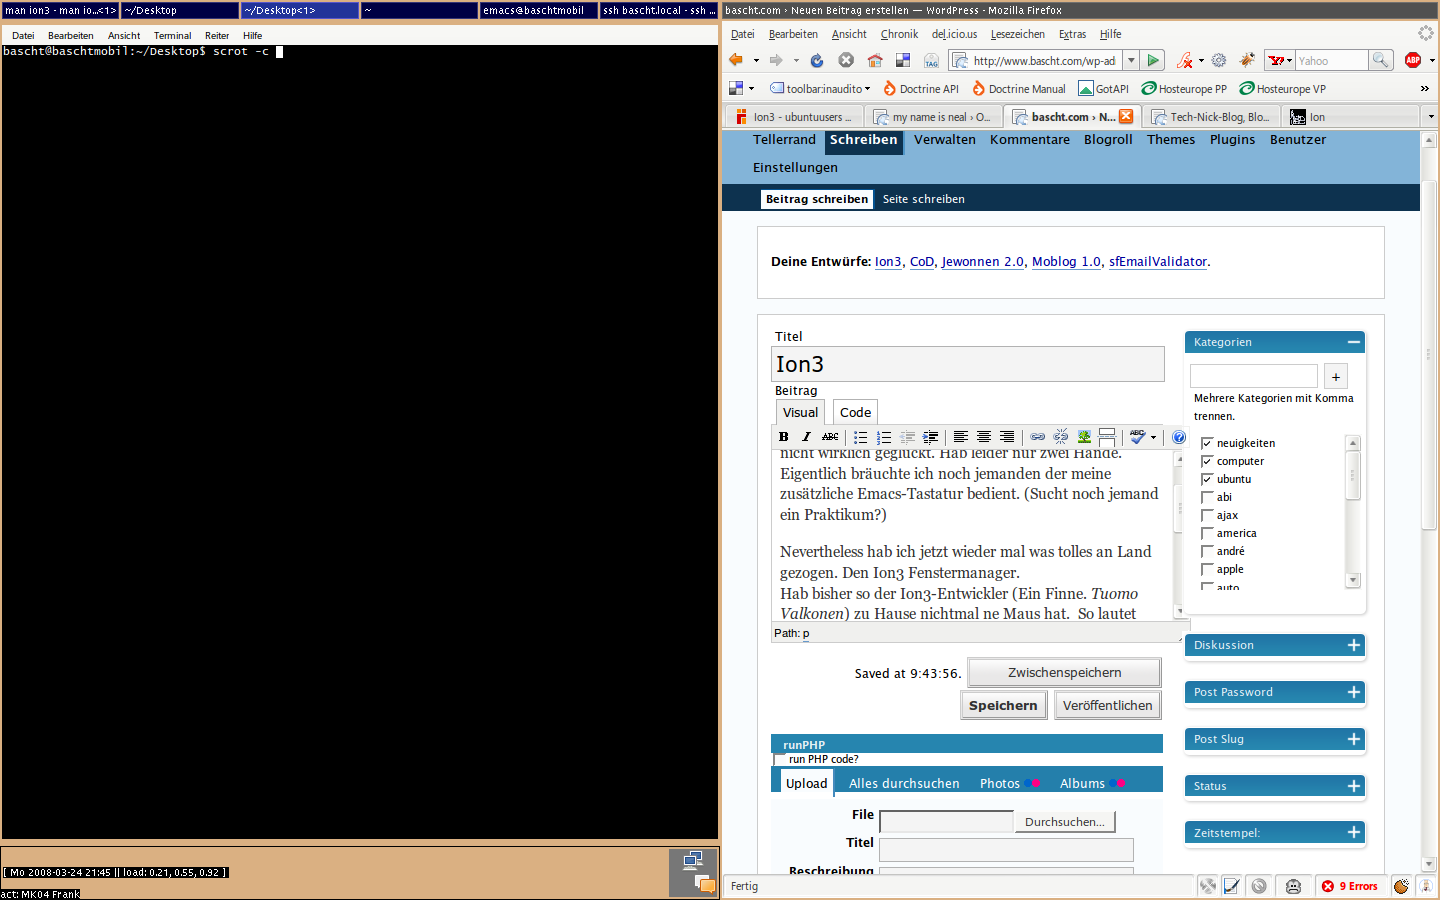 man ion3 - man io...<1> ~/Desktop ~/Desktop<1> ~ emacs@baschtmobil ssh bascht.local - ssh ...
Datei Bearbeiten Ansicht Terminal Reiter Hilfe
bascht@baschtmobil:~/Desktop$ scrot -c
[ Mo 2008-03-24 21:45 || load: 0.21, 0.55, 0.92 ]
act: MK04 Frank
bascht.com › Neuen Beitrag erstellen — WordPress - Mozilla Firefox
Datei Bearbeiten Ansicht Chronik del.icio.us Lesezeichen Extras Hilfe
TAG http://www.bascht.com/wp-ad Y! Yahoo ABP
toolbar:inaudito Doctrine API Doctrine Manual GotAPI Hosteurope PP Hosteurope VP »
Ion3 - ubuntuusers ... my name is neal › O... bascht.com › N... Tech-Nick-Blog, Blo... Ion
Tellerrand Schreiben Verwalten Kommentare Blogroll Themes Plugins Benutzer
Einstellungen
Beitrag schreiben Seite schreiben
Deine Entwürfe: Ion3, CoD, Jewonnen 2.0, Moblog 1.0, sfEmailValidator.
Titel
Ion3
Beitrag
Visual Code
B I ABC ABC ?
nicht wirklich geglückt. Hab leider nur zwei Hände.
Eigentlich bräuchte ich noch jemanden der meine
zusätzliche Emacs-Tastatur bedient. (Sucht noch jemand
ein Praktikum?)
Nevertheless hab ich jetzt wieder mal was tolles an Land
gezogen. Den Ion3 Fenstermanager.
Hab bisher so der Ion3-Entwickler (Ein Finne. Tuomo
Valkonen) zu Hause nichtmal ne Maus hat. So lautet
Path: p
Saved at 9:43:56. Zwischenspeichern
Speichern Veröffentlichen
runPHP
run PHP code?
Upload Alles durchsuchen Photos Albums
File Durchsuchen...
Titel
Beschreibung
Kategorien
+
Mehrere Kategorien mit Komma
trennen.
neuigkeiten
computer
ubuntu
abi
ajax
america
andré
apple
auto
Diskussion
Post Password
Post Slug
Status
Zeitstempel:
Fertig 9 Errors